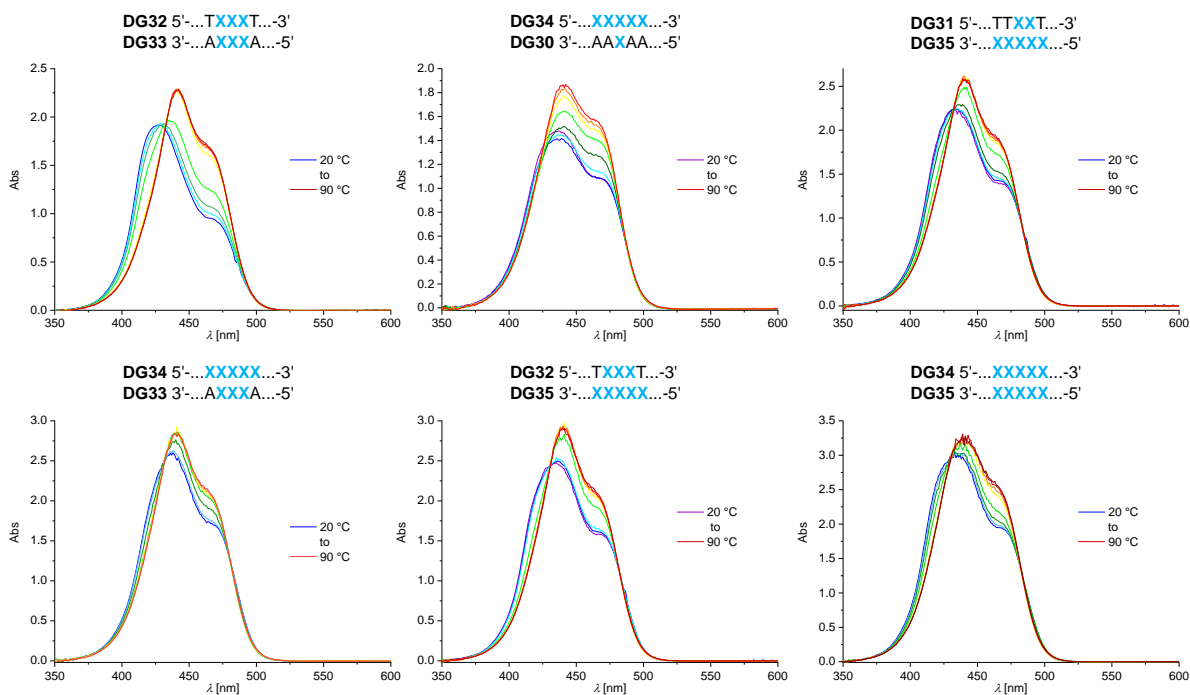 DG32 5'-...TXXXT...-3'
DG33 3'-...AXXXA...-5'
2.5
2.0
1.5
1.0
0.5
0.0
Abs
350 400 450 500 550 600
λ [nm]
20 °C
to
90 °C
DG34 5'-...XXXXX...-3'
DG30 3'-...AAXAA...-5'
2.0
1.8
1.6
1.4
1.2
1.0
0.8
0.6
0.4
0.2
0.0
Abs
350 400 450 500 550 600
λ [nm]
20 °C
to
90 °C
DG31 5'-...TTXXT...-3'
DG35 3'-...XXXXX...-5'
2.5
2.0
1.5
1.0
0.5
0.0
Abs
350 400 450 500 550 600
λ [nm]
20 °C
to
90 °C
DG34 5'-...XXXXX...-3'
DG33 3'-...AXXXA...-5'
3.0
2.5
2.0
1.5
1.0
0.5
0.0
Abs
350 400 450 500 550 600
λ [nm]
20 °C
to
90 °C
DG32 5'-...TXXXT...-3'
DG35 3'-...XXXXX...-5'
3.0
2.5
2.0
1.5
1.0
0.5
0.0
Abs
350 400 450 500 550 600
λ [nm]
20 °C
to
90 °C
DG34 5'-...XXXXX...-3'
DG35 3'-...XXXXX...-5'
3.5
3.0
2.5
2.0
1.5
1.0
0.5
0.0
Abs
350 400 450 500 550 600
λ [nm]
20 °C
to
90 °C